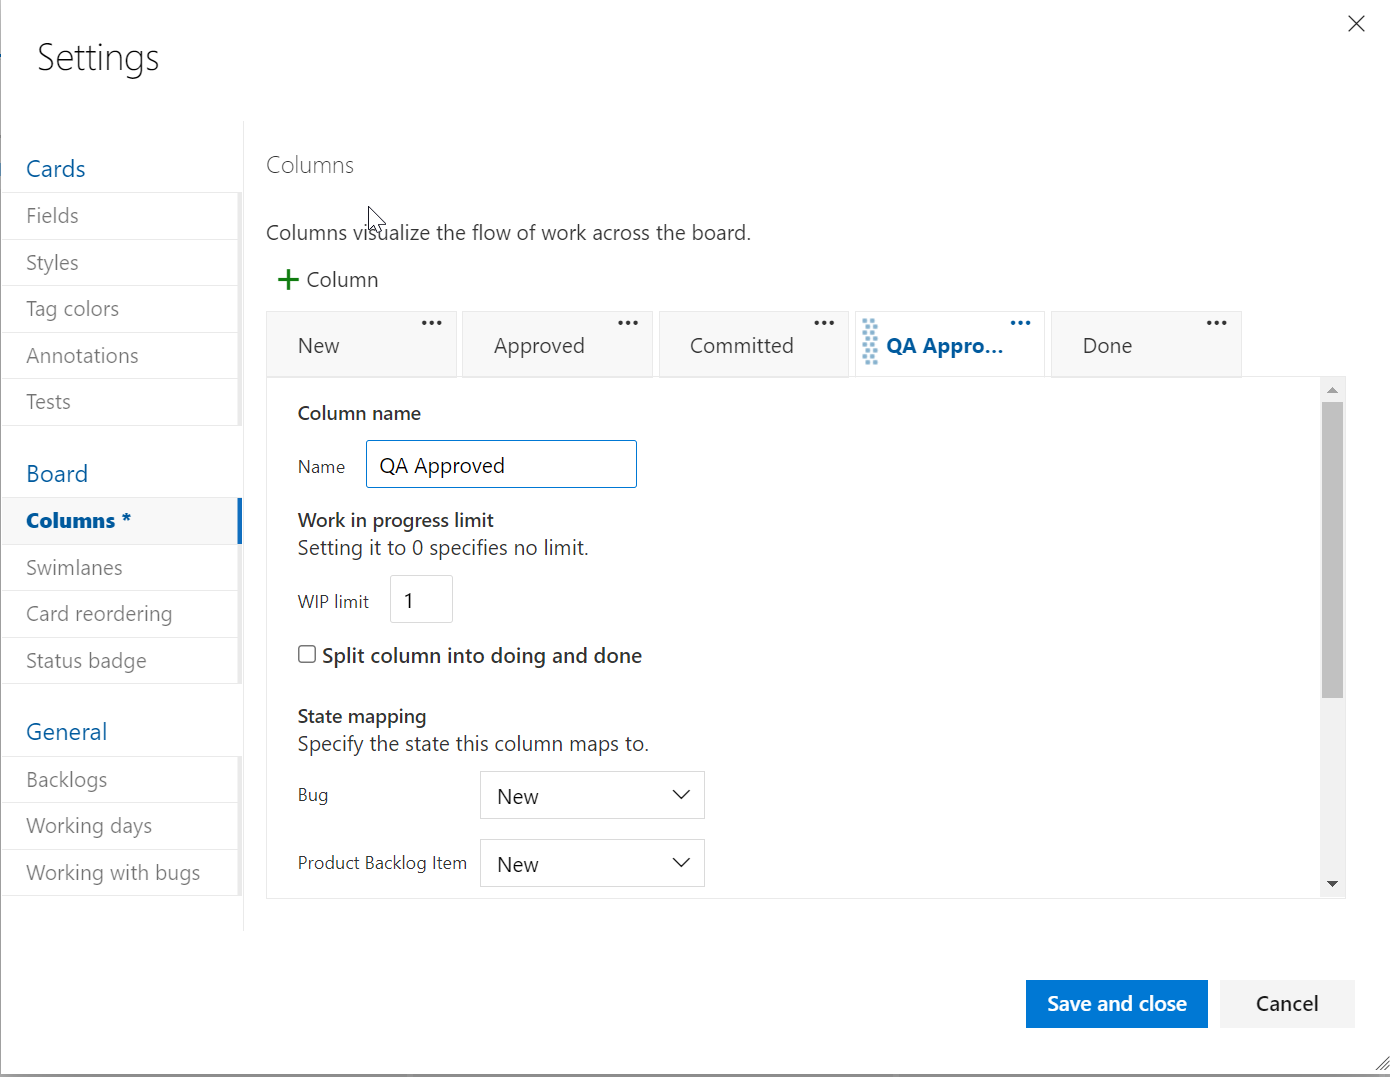 Settings
Cards
Fields
Styles
Tag colors
Annotations
Tests
Board
Columns *
Swimlanes
Card reordering
Status badge
General
Backlogs
Working days
Working with bugs
Columns
Columns visualize the flow of work across the board.
+ Column
New
Approved
Committed
QA Appro...
Done
Column name
Name QA Approved
Work in progress limit
Setting it to 0 specifies no limit.
WIP limit 1
Split column into doing and done
State mapping
Specify the state this column maps to.
Bug New
Product Backlog Item New
Save and close
Cancel